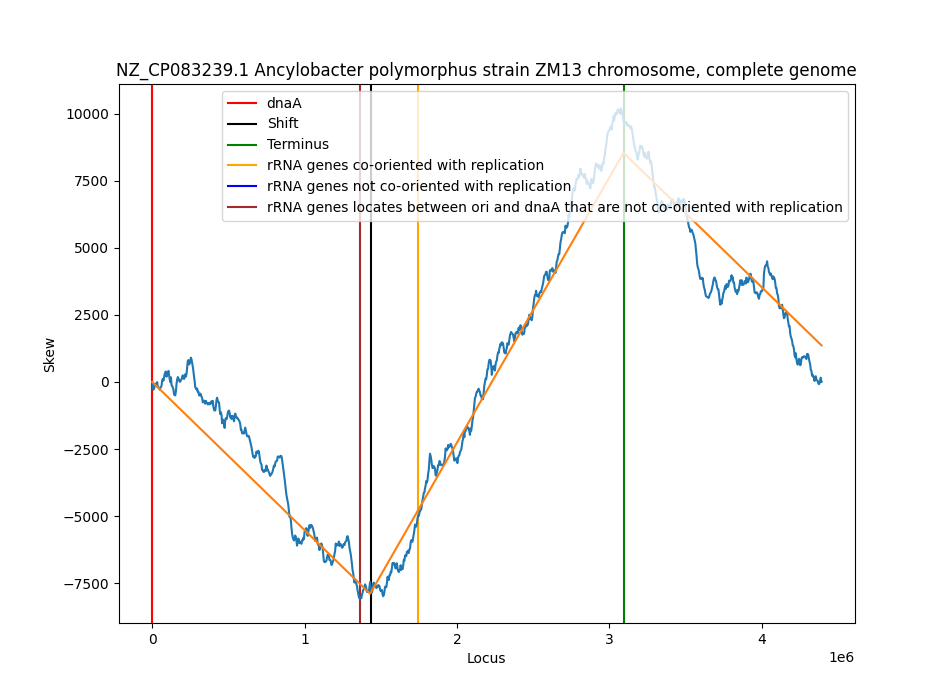 NZ_CP083239.1 Ancylobacter polymorphus strain ZM13 chromosome, complete genome
dnaA
Shift
Terminus
rRNA genes co-oriented with replication
rRNA genes not co-oriented with replication
rRNA genes locates between ori and dnaA that are not co-oriented with replication
10000
7500
5000
2500
0
−2500
−5000
−7500
Skew
0 1 2 3 4
1e6
Locus